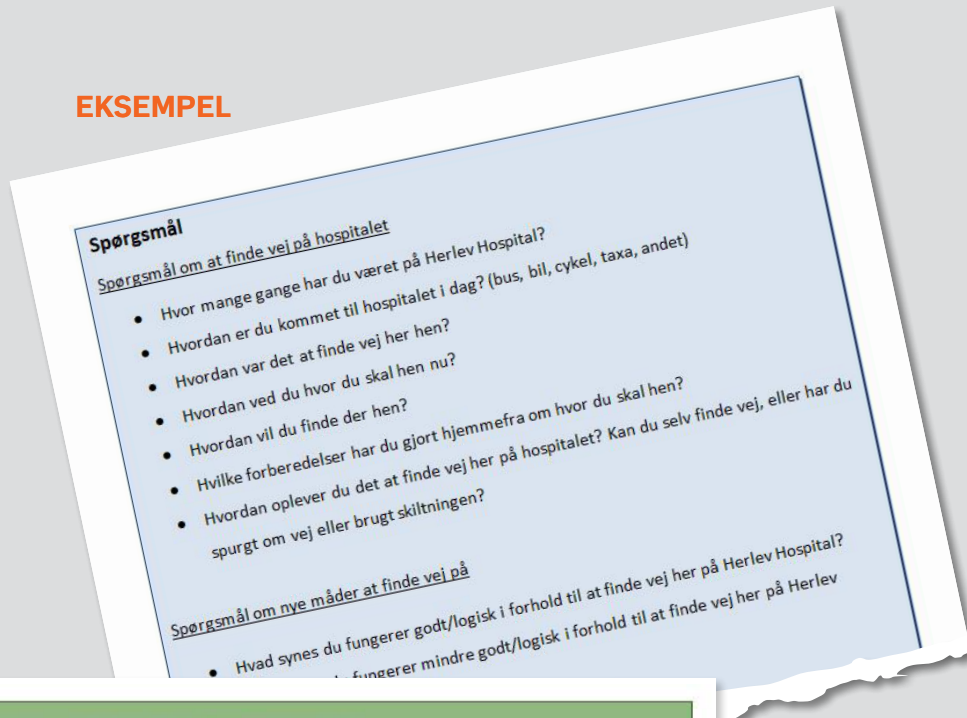 EKSEMPEL
Spørgsmål
Spørgsmål om at finde vej på hospitalet
• Hvor mange gange har du været på Herlev Hospital?
• Hvordan er du kommet til hospitalet i dag? (bus, bil, cykel, taxa, andet)
• Hvordan var det at finde vej her hen?
• Hvordan ved du hvor du skal hen nu?
• Hvordan vil du finde der hen?
• Hvilke forberedelser har du gjort hjemmefra om hvor du skal hen?
• Hvordan oplever du det at finde vej her på hospitalet? Kan du selv finde vej, eller har du
spurgt om vej eller brugt skiltningen?
Spørgsmål om nye måder at finde vej på
• Hvad synes du fungerer godt/logisk i forhold til at finde vej her på Herlev Hospital?
fungerer mindre godt/logisk i forhold til at finde vej her på Herlev